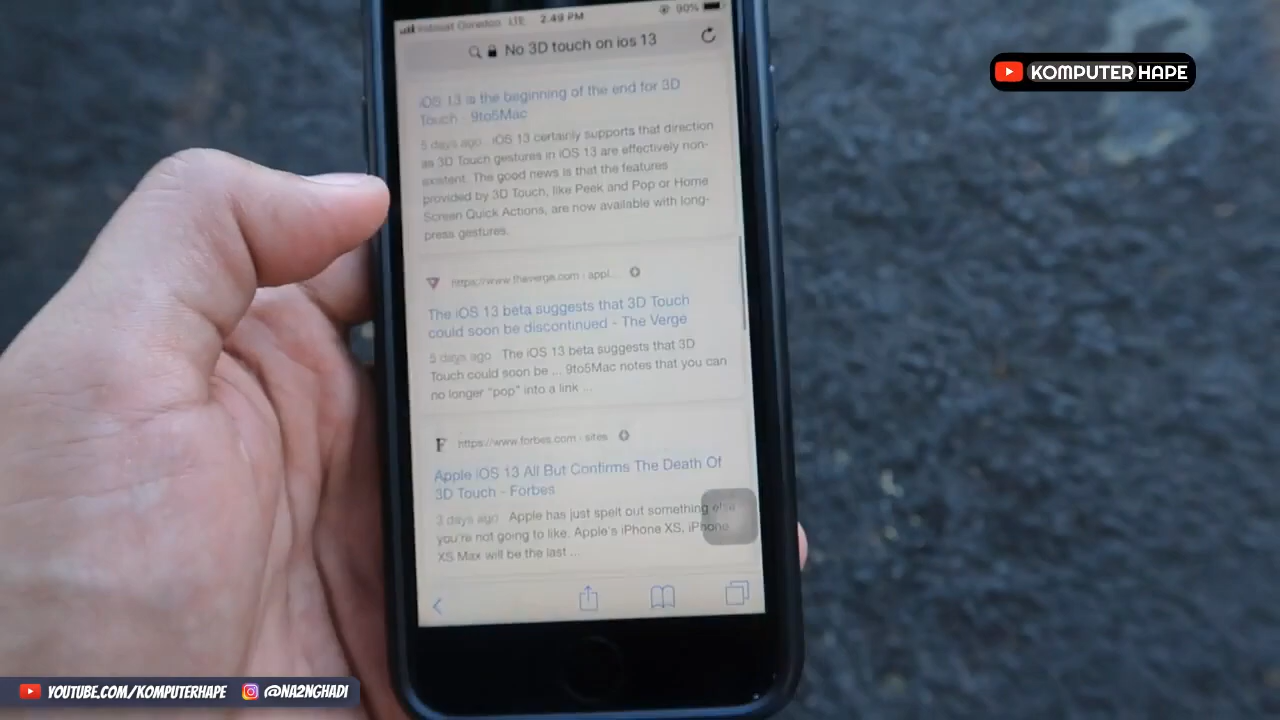 Indosat Ooredoo LTE 2.49 PM 90%
No 3D touch on ios 13
KOMPUTER HAPE
iOS 13 is the beginning of the end for 3D
Touch - 9to5Mac
5 days ago iOS 13 certainly supports that direction
as 3D Touch gestures in iOS 13 are effectively non-
existent. The good news is that the features
provided by 3D Touch, like Peek and Pop or Home
Screen Quick Actions, are now available with long-
press gestures.
https://www.theverge.com › appl...
The iOS 13 beta suggests that 3D Touch
could soon be discontinued - The Verge
5 days ago The iOS 13 beta suggests that 3D
Touch could soon be ... 9to5Mac notes that you can
no longer "pop" into a link ...
F https://www.forbes.com › sites
Apple iOS 13 All But Confirms The Death Of
3D Touch - Forbes
3 days ago Apple has just spelt out something else
you're not going to like. Apple's iPhone XS, iPhone
XS Max will be the last ...
YOUTUBE.COM/KOMPUTERHAPE @NA2NGHADI